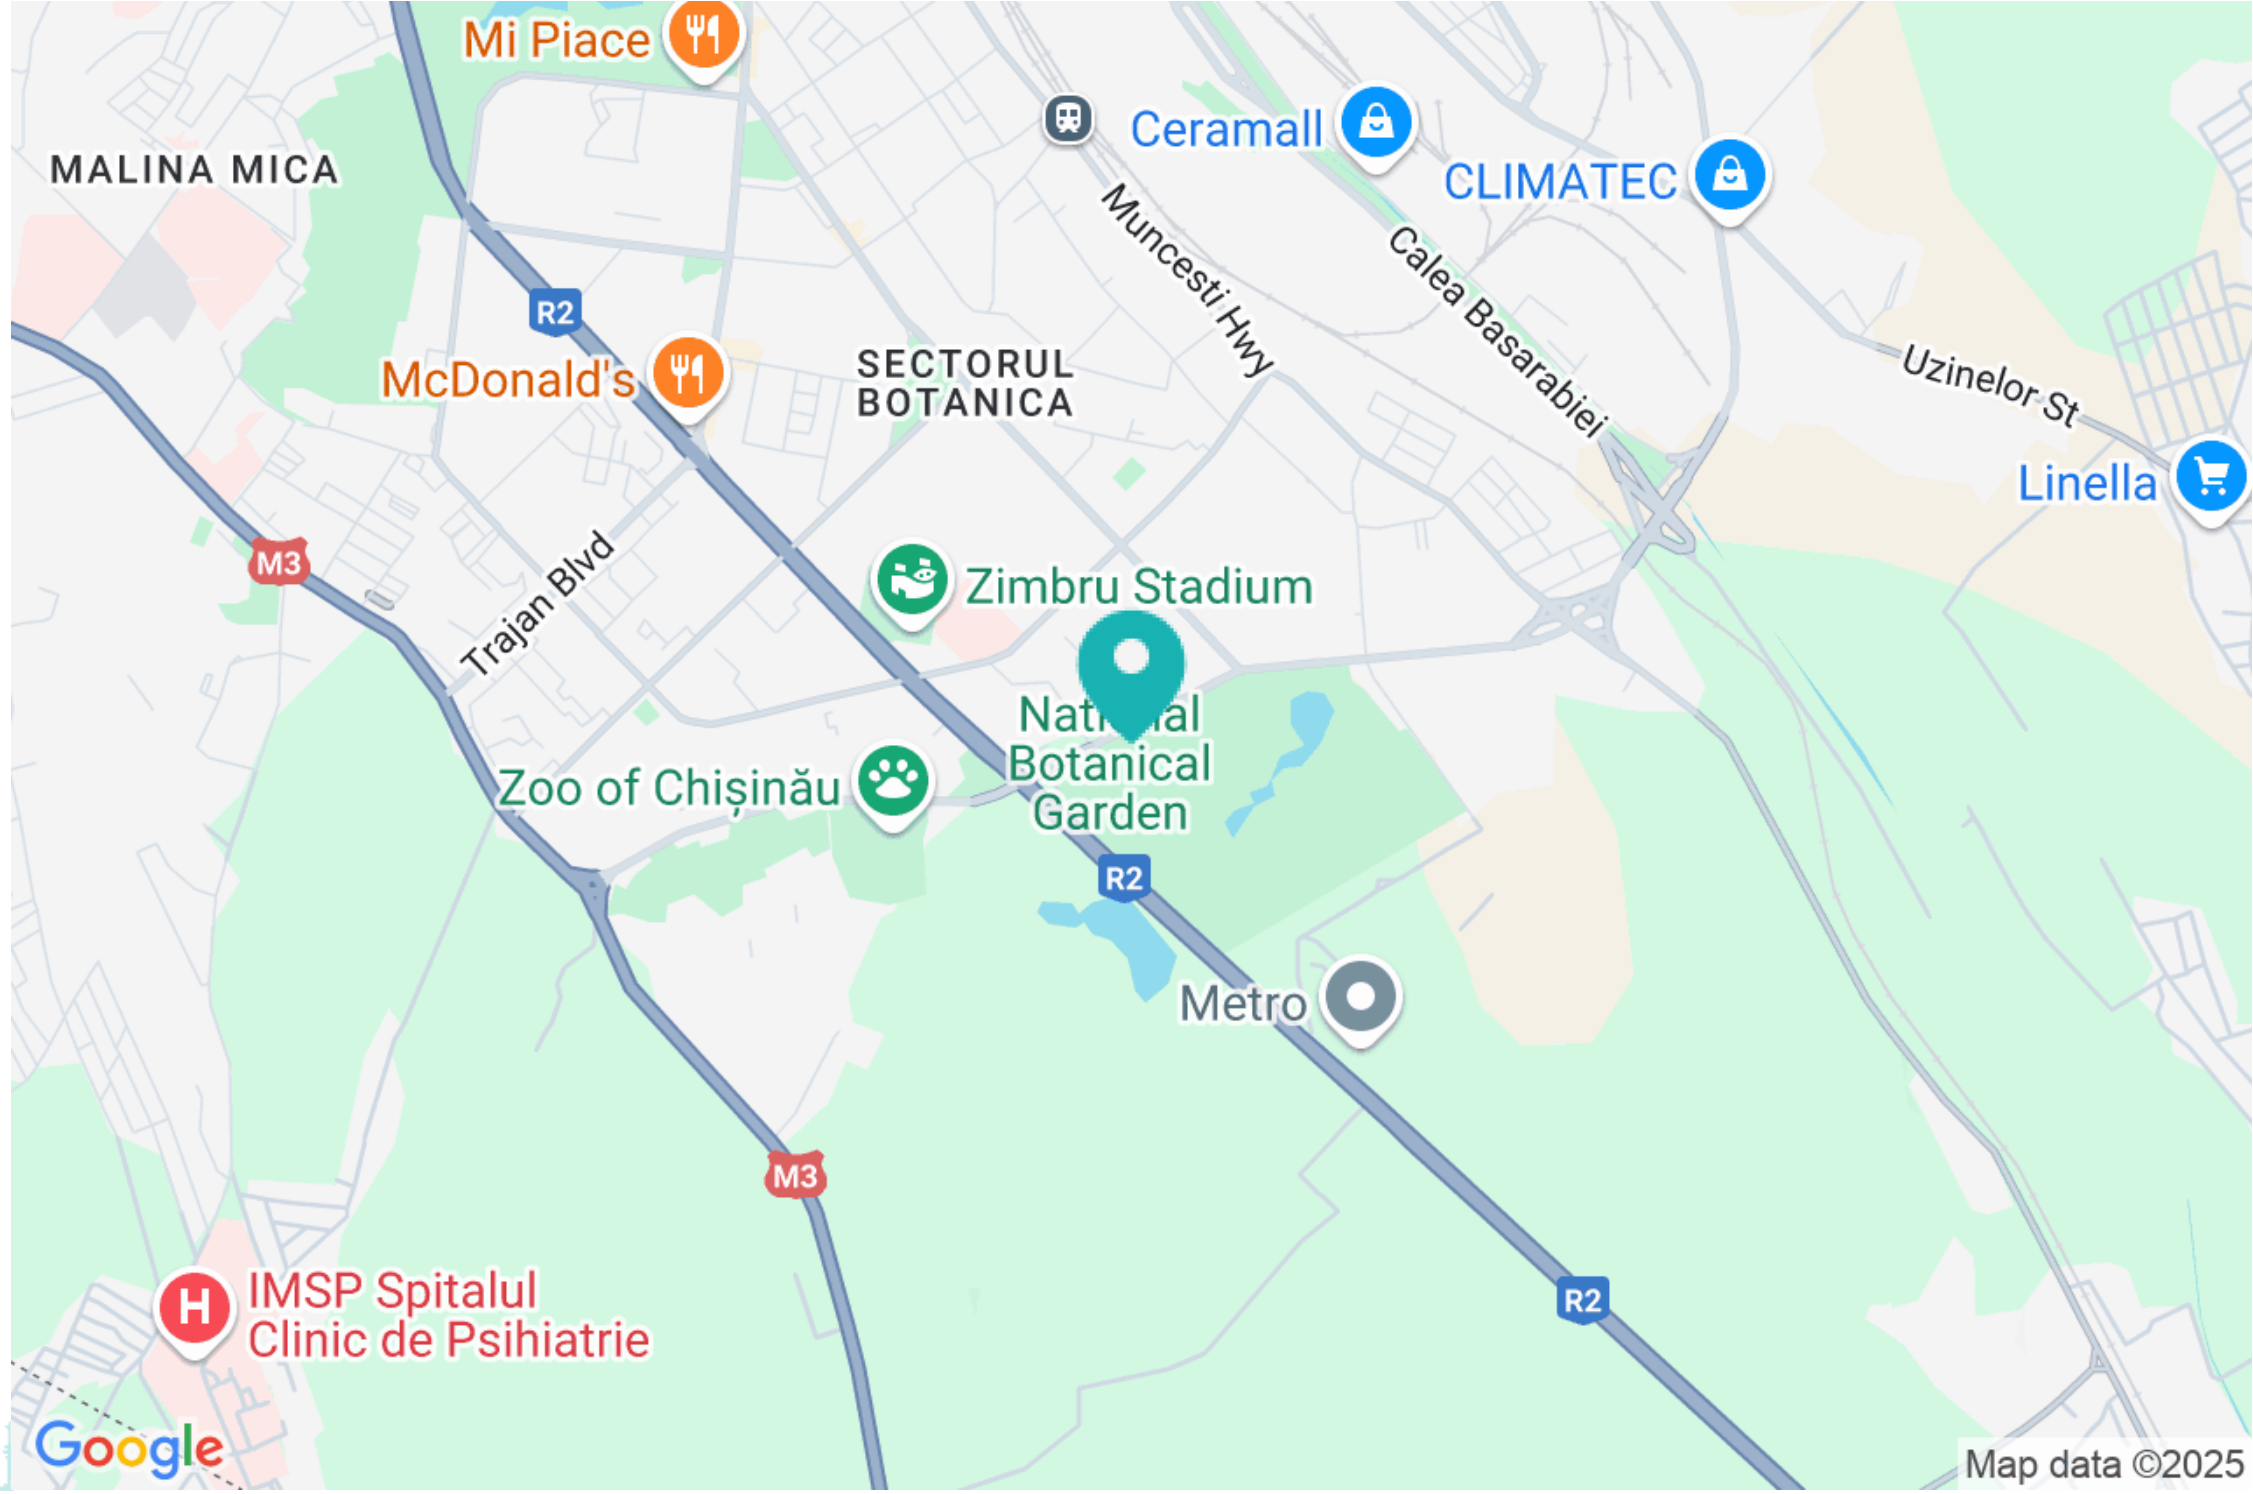 Mi Piace
Ceramall
MALINA MICA
CLIMATEC
Muncesti Hwy
Calea Basarabiei
R2
McDonald's
SECTORUL
BOTANICA
Uzinelor St
Linella
M3
Trajan Blvd
Zimbru Stadium
National
Botanical
Garden
Zoo of Chișinău
R2
Metro
M3
H
IMSP Spitalul
Clinic de Psihiatrie
R2
Google
Map data ©2025